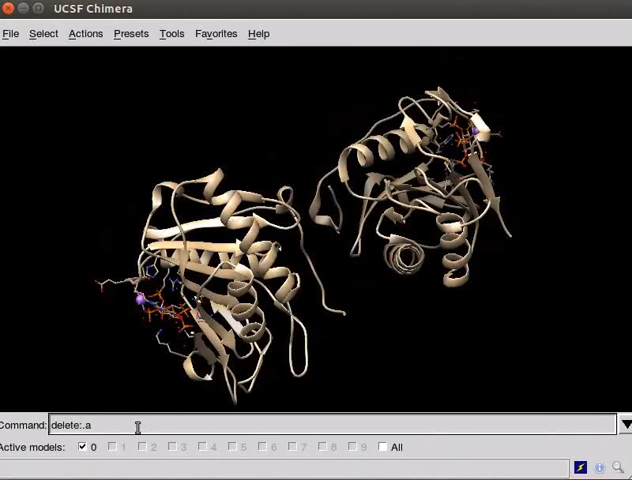 UCSF Chimera
File Select Actions Presets Tools Favorites Help
Command: delete:.a
Active models: 0 1 2 3 4 5 6 7 8 9 All